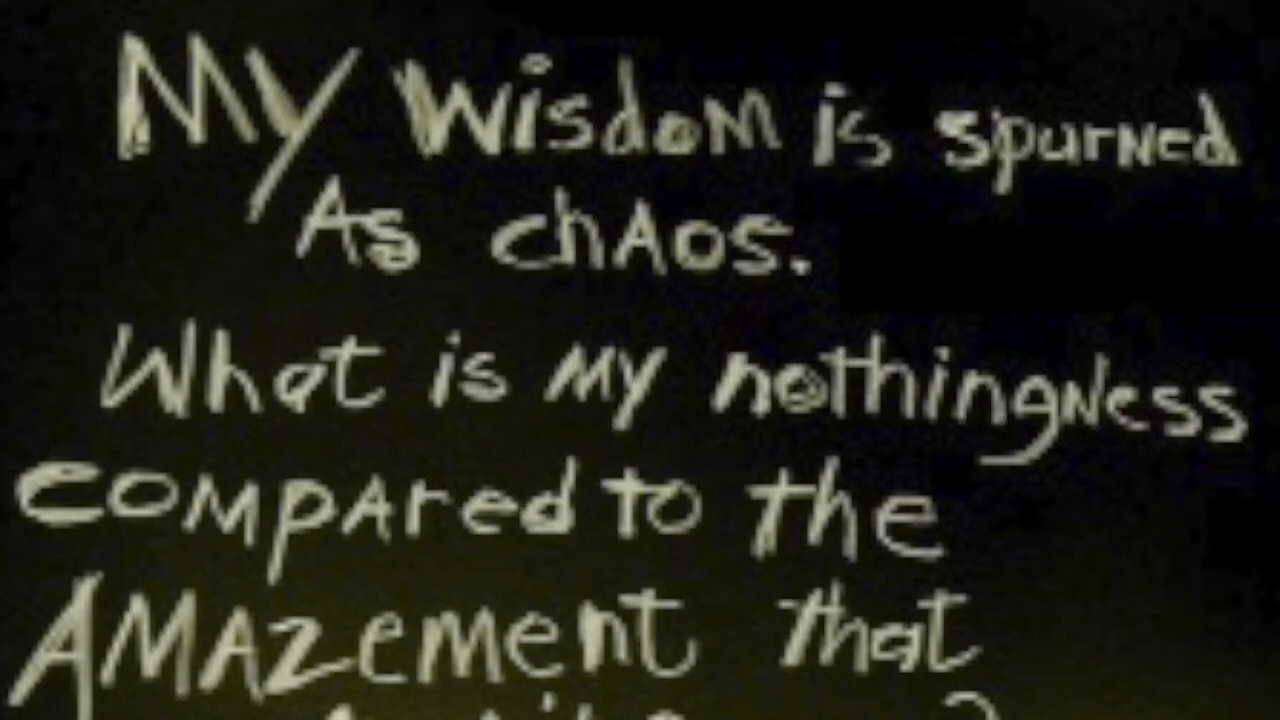 My wisdom is spurned
As chAos.
What is my nothingness
compAred to the
AmAzement that